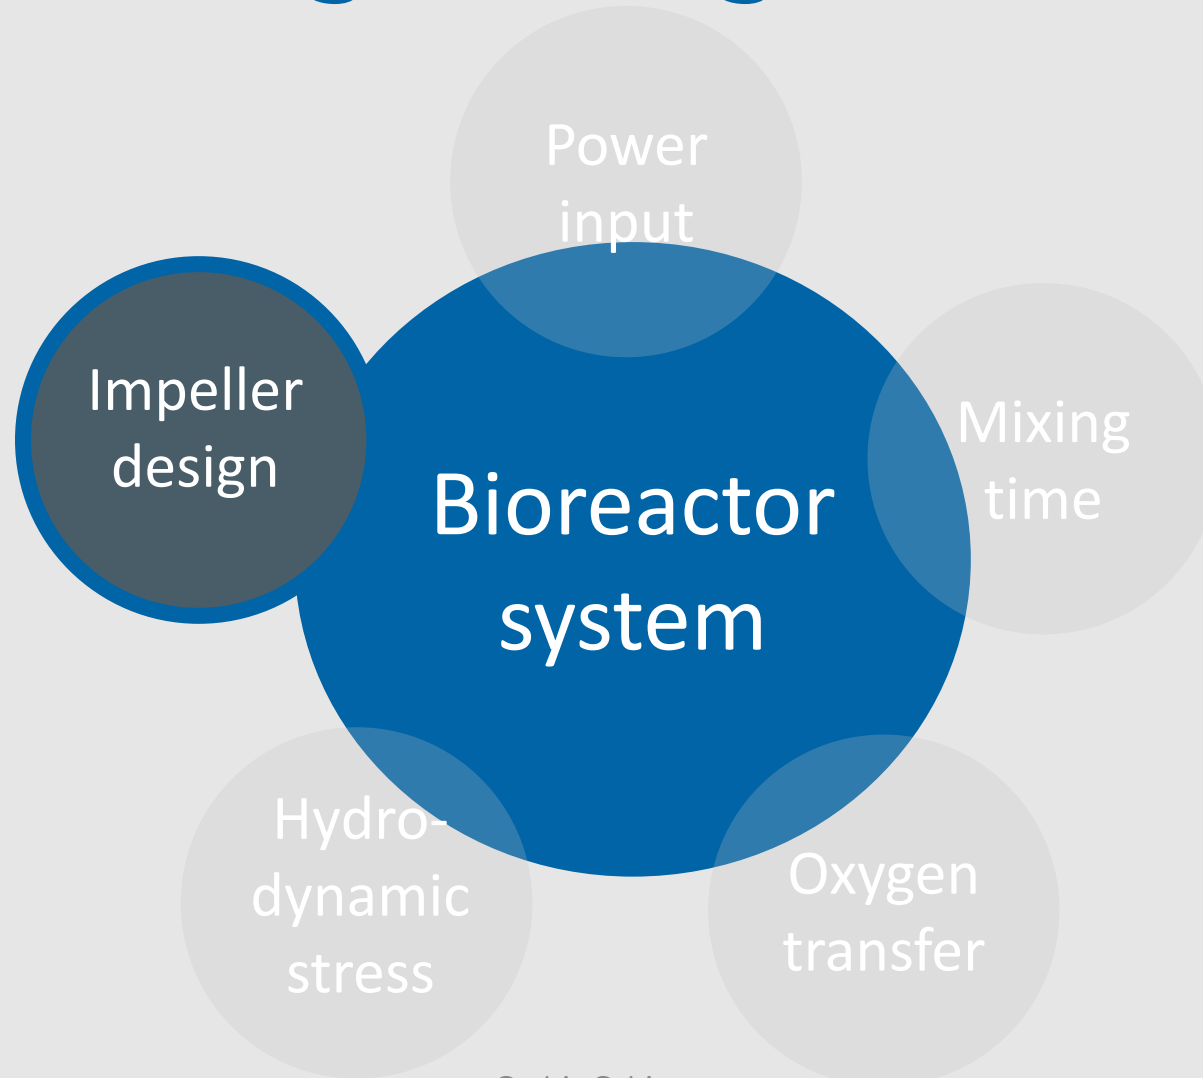 Power
input
Impeller
design
Mixing
time
Bioreactor
system
Hydro-
dynamic
stress
Oxygen
transfer